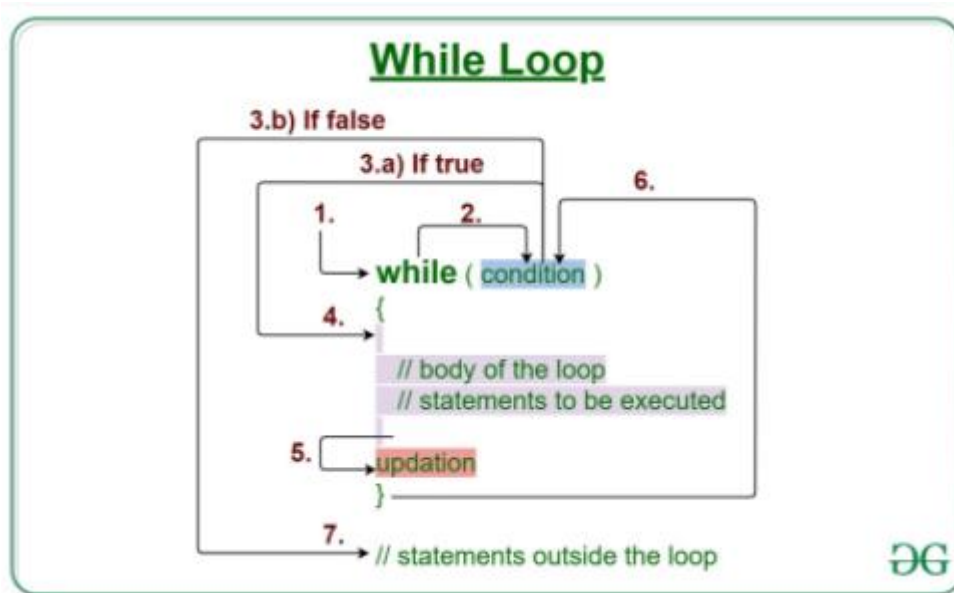 While Loop
3.b) If false
3.a) If true
6.
1.
2.
while ( condition )
{
4.
// body of the loop
// statements to be executed
5.
updation
}
7.
// statements outside the loop